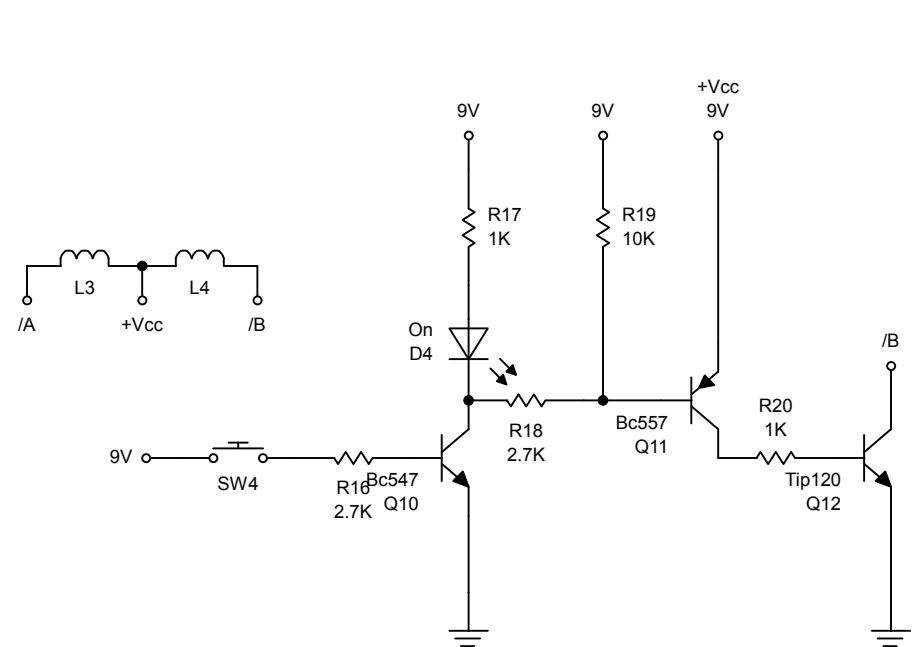 +Vcc
9V
9V
9V
R17
1K
R19
10K
L3
L4
/A
+Vcc
/B
On
D4
/B
R18
2.7K
Bc557
Q11
R20
1K
9V
SW4
R16
2.7K
Bc547
Q10
Tip120
Q12